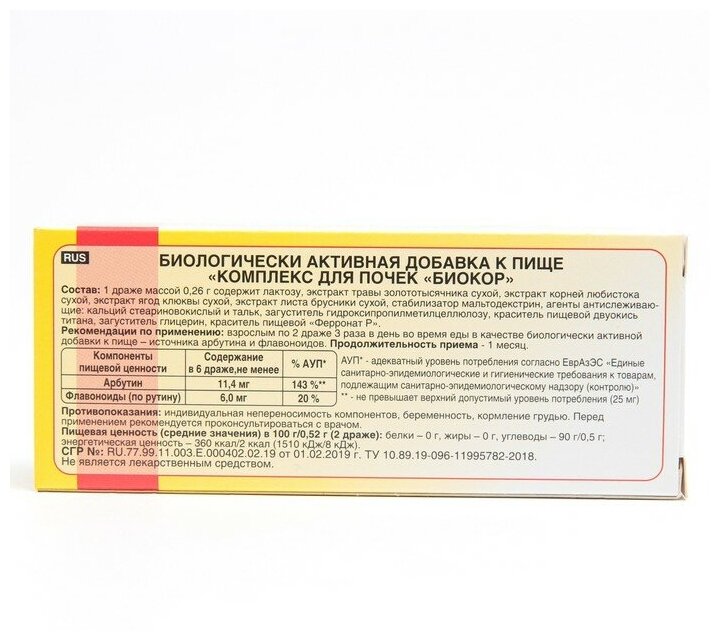 RUS
БИОЛОГИЧЕСКИ АКТИВНАЯ ДОБАВКА К ПИЩЕ
«КОМПЛЕКС ДЛЯ ПОЧЕК «БИОКОР»
Состав: 1 драже массой 0,26 г содержит лактозу, экстракт травы золототысячника сухой, экстракт корней любистока
сухой, экстракт ягод клюквы сухой, экстракт листа брусники сухой, стабилизатор мальтодекстрин, агенты антислеживаю-
щие: кальций стеариновокислый и тальк, загуститель гидроксипропилметилцеллюлозу, краситель пищевой двуокись
титана, загуститель глицерин, краситель пищевой «Ферронат Р».
Рекомендации по применению: взрослым по 2 драже 3 раза в день во время еды в качестве биологически активной
добавки к пище – источника арбутина и флавоноидов. Продолжительность приема - 1 месяц.
Компоненты пищевой ценности | Содержание в 6 драже,не менее | % АУП*
Арбутин | 11,4 мг | 143 %**
Флавоноиды (по рутину) | 6,0 мг | 20 %
АУП* - адекватный уровень потребления согласно ЕврАзЭС «Единые
санитарно-эпидемиологические и гигиенические требования к товарам,
подлежащим санитарно-эпидемиологическому надзору (контролю)»
** - не превышает верхний допустимый уровень потребления (25 мг)
Противопоказания: индивидуальная непереносимость компонентов, беременность, кормление грудью. Перед
применением рекомендуется проконсультироваться с врачом.
Пищевая ценность (средние значения) в 100 г/0,52 г (2 драже): белки – 0 г, жиры – 0 г, углеводы – 90 г/0,5 г;
энергетическая ценность – 360 ккал/2 ккал (1510 кДж/8 кДж).
СГР №: RU.77.99.11.003.Е.000402.02.19 от 01.02.2019 г. ТУ 10.89.19-096-11995782-2018.
Не является лекарственным средством.